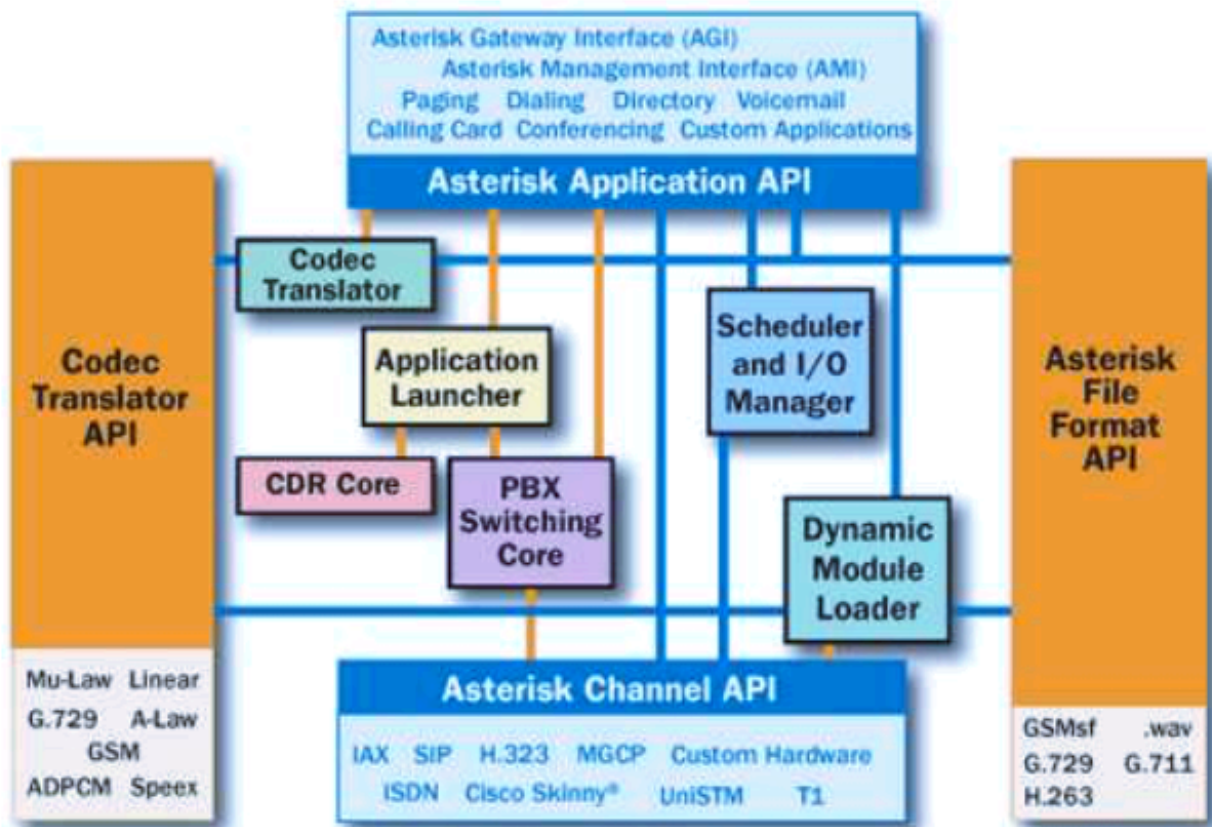 Asterisk Gateway Interface (AGI)
Asterisk Management Interface (AMI)
Paging Dialing Directory Voicemail
Calling Card Conferencing Custom Applications
Asterisk Application API
Codec
Translator
API
Mu-Law Linear
G.729 A-Law
GSM
ADPCM Speex
Codec
Translator
Application
Launcher
CDR Core
PBX
Switching
Core
Scheduler
and I/O
Manager
Dynamic
Module
Loader
Asterisk
File
Format
API
GSMsf .wav
G.729 G.711
H.263
Asterisk Channel API
IAX SIP H.323 MGCP Custom Hardware
ISDN Cisco Skinny® UniSTM T1